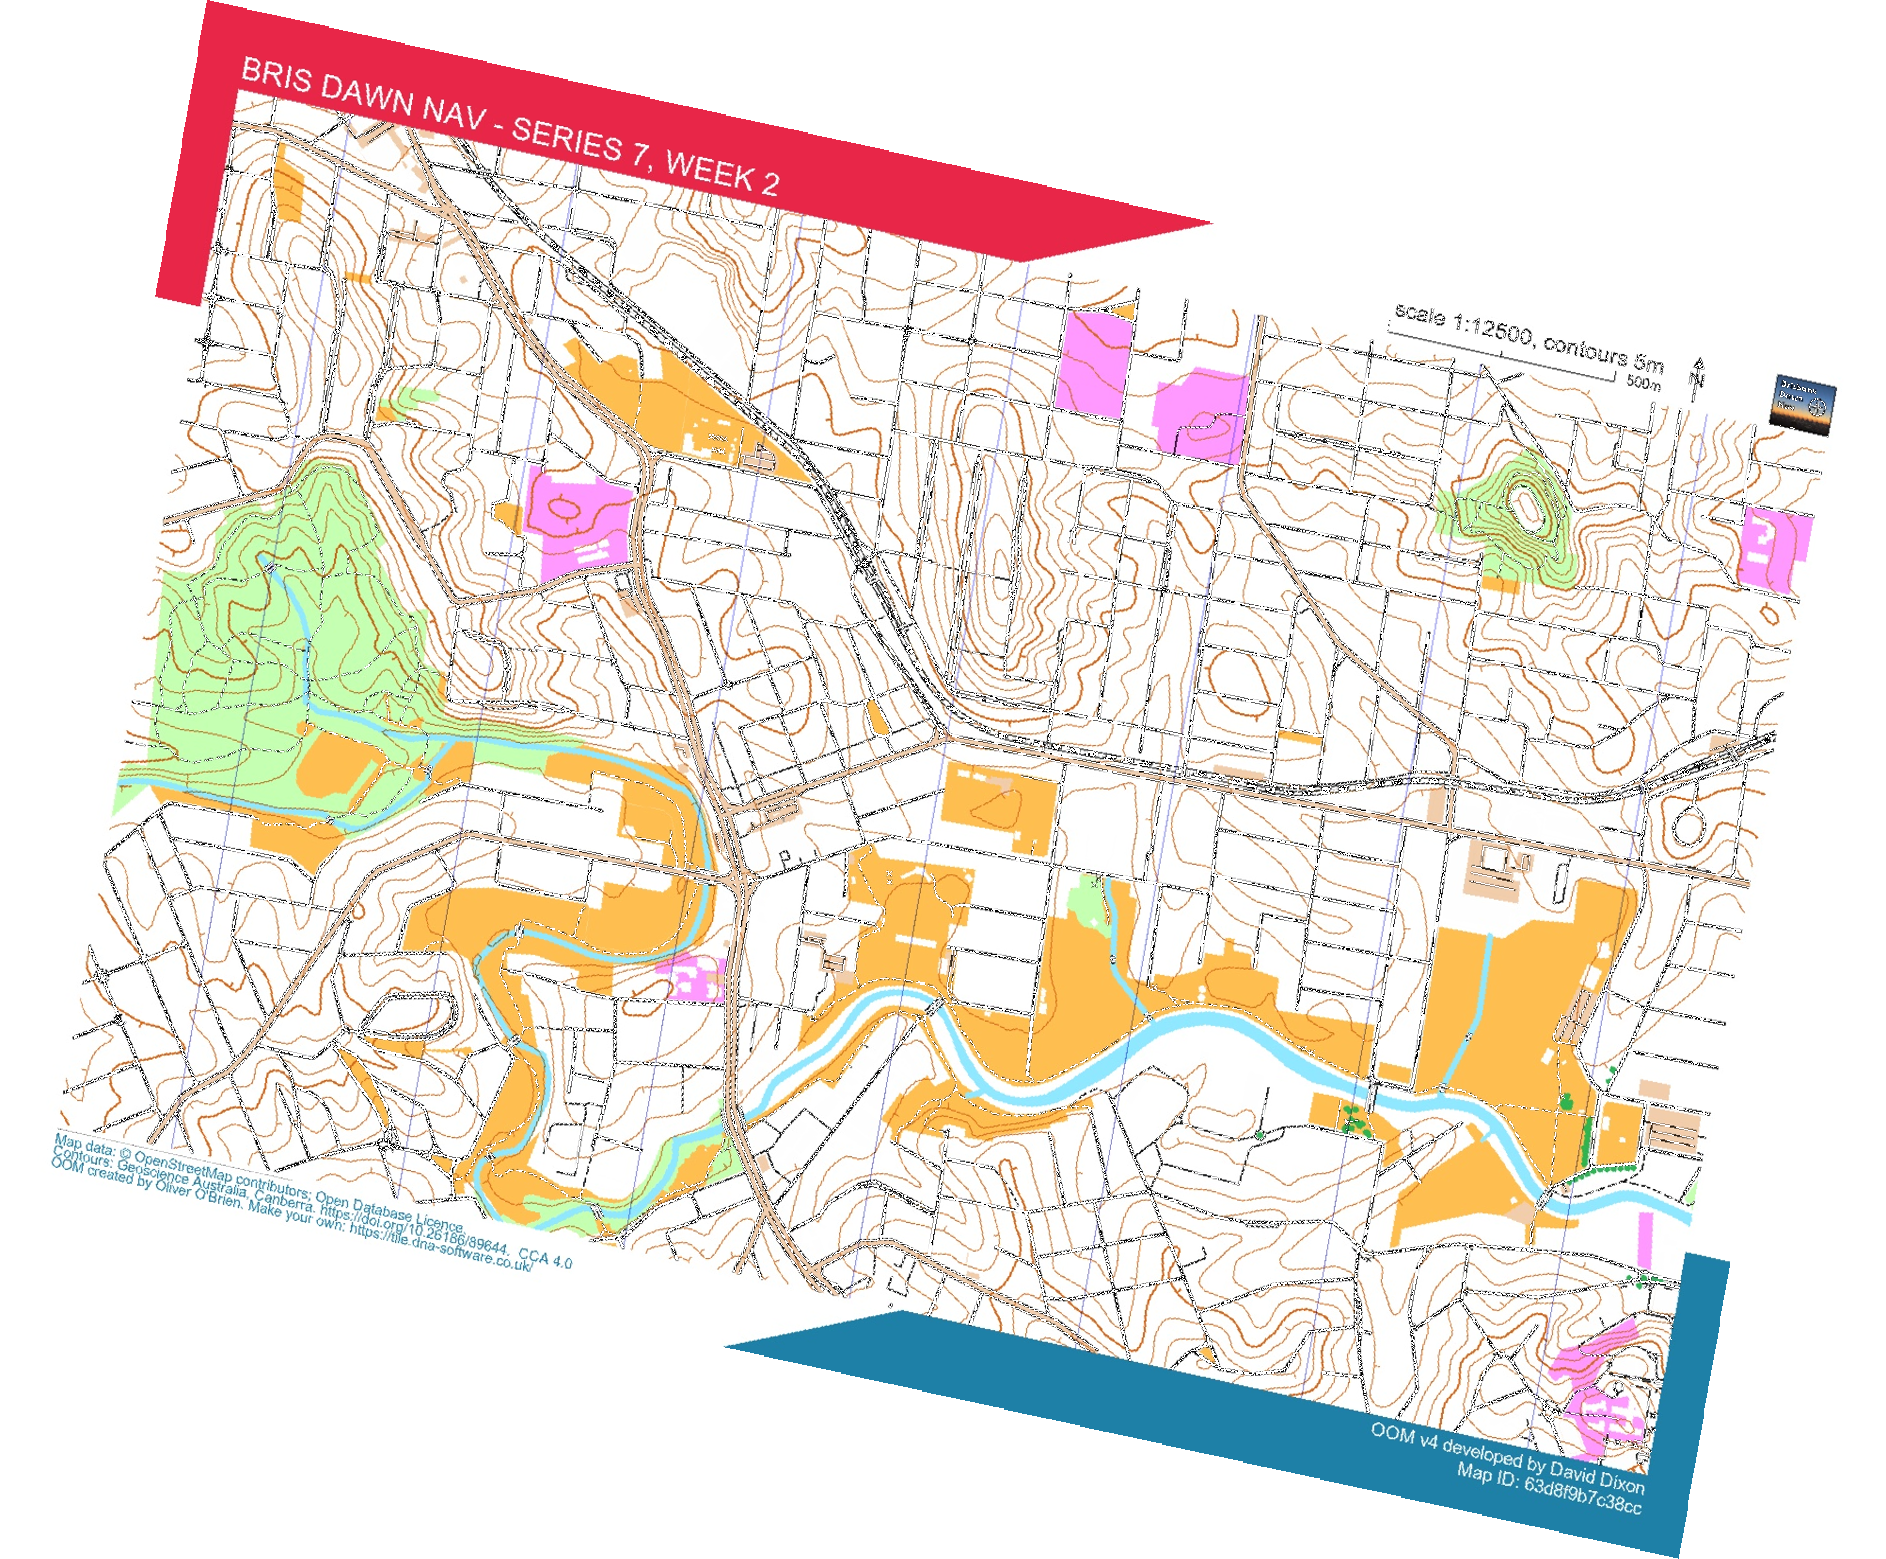 BRIS DAWN NAV - SERIES 7, WEEK 2
scale 1:12500, contours 5m
500m
N
Map data: © OpenStreetMap contributors, Open Database Licence.
Contours: Geoscience Australia, Canberra. https://doi.org/10.26186/89644. CCA 4.0
OOM created by Oliver O'Brien. Make your own: https://tile.dna-software.co.uk/
OOM v4 developed by David Dixon
Map ID: 63d8f9b7c38cc